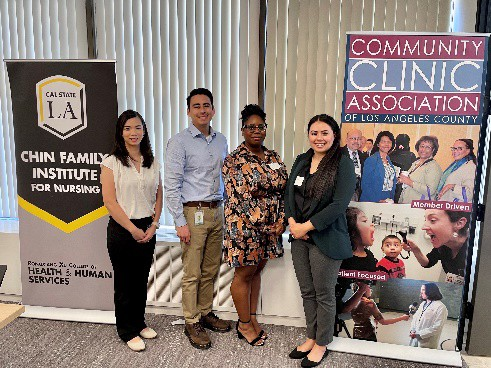 CAL STATE
LA
CHIN FAMILY
INSTITUTE
FOR NURSING
HEALTH & HUMAN
SERVICES
COMMUNITY
CLINIC
ASSOCIATION
OF LOS ANGELES COUNTY
Member Driven
Patient Focused